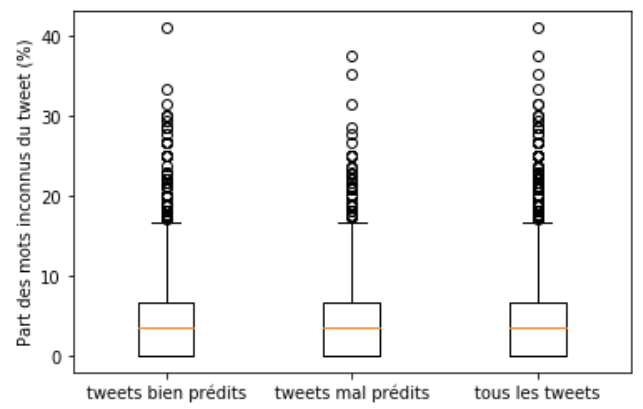 Part des mots inconnus du tweet (%)
40
30
20
10
0
tweets bien prédits
tweets mal prédits
tous les tweets